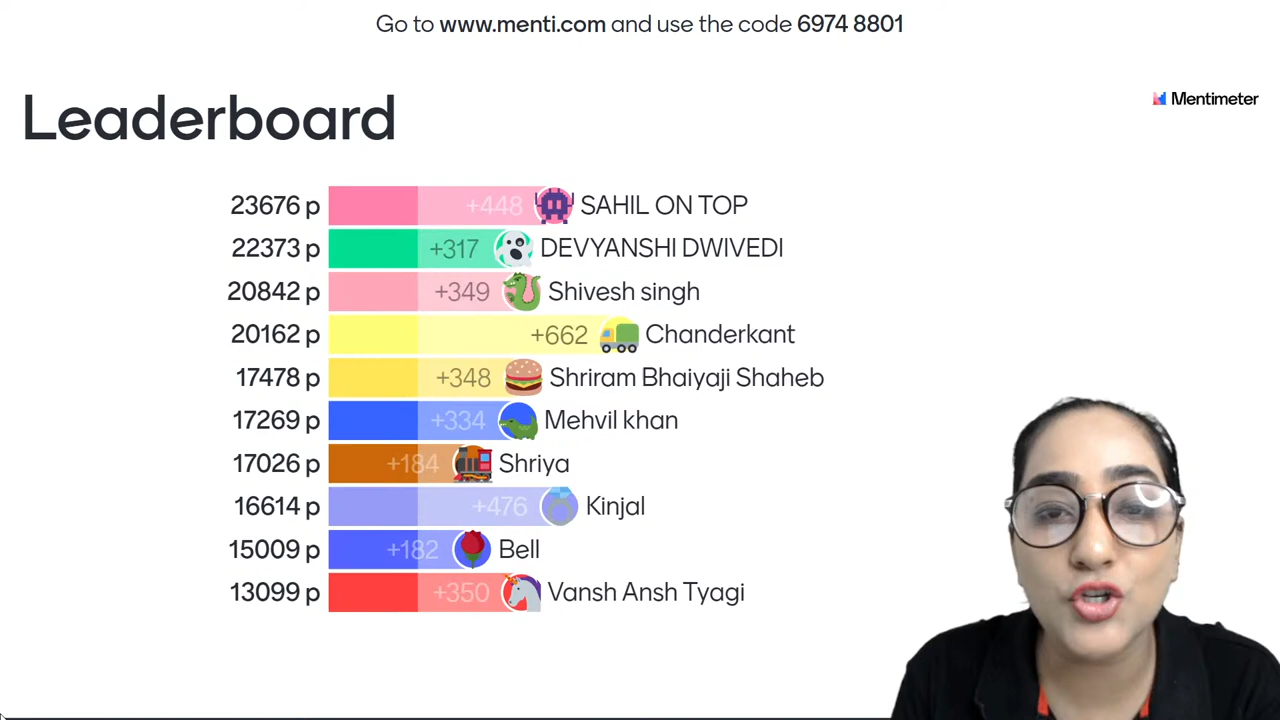 Go to www.menti.com and use the code 6974 8801
Leaderboard
Mentimeter
23676 p +448 SAHIL ON TOP
22373 p +317 DEVYANSHI DWIVEDI
20842 p +349 Shivesh singh
20162 p +662 Chanderkant
17478 p +348 Shriram Bhaiyaji Shaheb
17269 p +334 Mehvil khan
17026 p +184 Shriya
16614 p +476 Kinjal
15009 p +182 Bell
13099 p +350 Vansh Ansh Tyagi